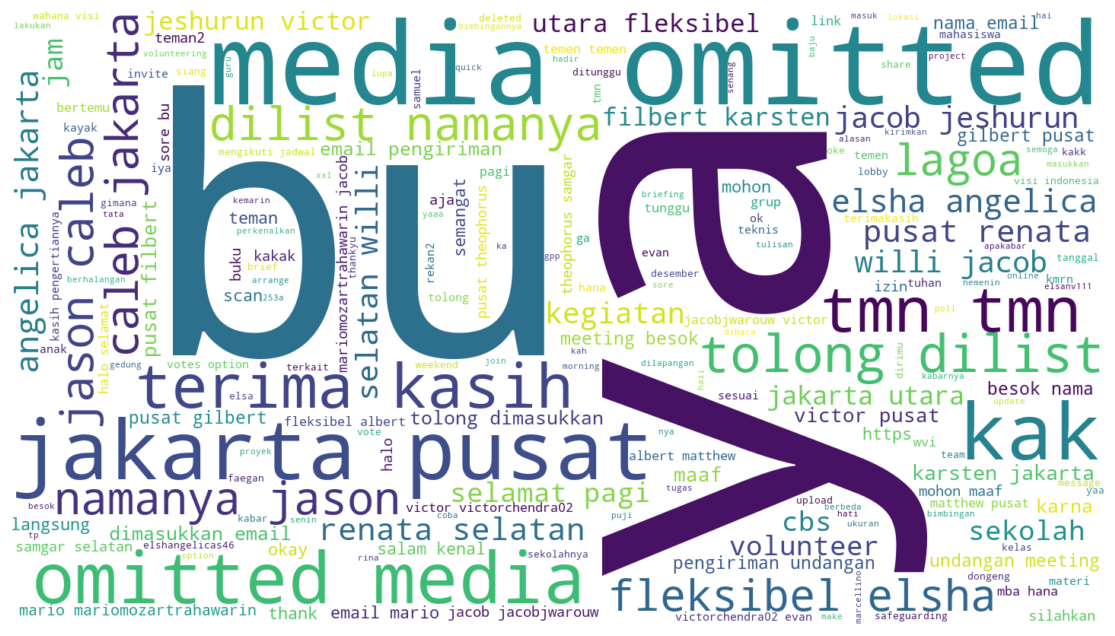 wahana visi
lakukan
jeshurun victor
teman2
volunteering
deleted
bimbingannya
utara fleksibel
link
masuk
lokasi
hai
nama email
mahasiswa
media omitted
temen temen
hadir
ditunggu
tmn
siang
invite
guru
lupa
samuel
quick
senang
baju
share
project
jam
bertemu
kayak
gimana
tata
iya
sore bu
dilist namanya
filbert karsten
jacob jeshurun
alasan
kirimkan
gilbert pusat
oke
semoga
kakk
masukkan
mengikuti jadwal
email pengiriman
temen
lobby
visi indonesia
lagoa
angelica jakarta
jason caleb
caleb jakarta
kasih pengertiannya
berhalangan
anak
halo selamat
gedung
pusat filbert
bu
ya
kemarin
teman
perkenalkan
buku
kakak
brief
scan
253a
arrange
xxl
mariomozartrahawarin jacob
thankyu
selatan willi
pagi
aja
yaaa
semangat
rekan2
tolong
ka
pusat theophorus
theophorus samgar
gpp
ga
hana
briefing
tunggu
mohon
grup
ok
teknis
tulisan
evan
desember
sore
terimakasih
apakabar
elsha angelica
pusat renata
tanggal
willi jacob
online
kmrn
izin
tuhan
nemenin
elsanv111
kegiatan
jacobjwarouw victor
dibaca
tmn tmn
poll
meeting besok
kah
votes option
terkait
weekend
join
morning
dilapangan
haii
tolong dilist
dirimu
kabarnya
elsa
terima kasih
sesuai
jakarta utara
besok nama
update
pusat gilbert
fleksibel albert
tolong dimasukkan
victor pusat
jakarta pusat
vote
nya
https
wvi
team
kak
proyek
halo
albert matthew
karsten jakarta
faegan
maaf
message
namanya jason
selamat pagi
tugas
mohon maaf
yaa
besok
victor victorchendra02
upload
berbeda
matthew pusat
karna
langsung
kabar
senin
renata selatan
coba
puji
hati
ukuran
bimbingan
tp
dimasukkan email
cbs
sekolah
samgar selatan
elshangelicas46
okay
salam kenal
sekolahnya
volunteer
kelas
option
rina
undangan meeting
omitted media
pengiriman undangan
dongeng
materi
mba hana
fleksibel elsha
marcellino
mario mariomozartrahawarin
thank
email mario
jacob jacobjwarouw
victorchendra02 evan
make
safeguarding
silahkan